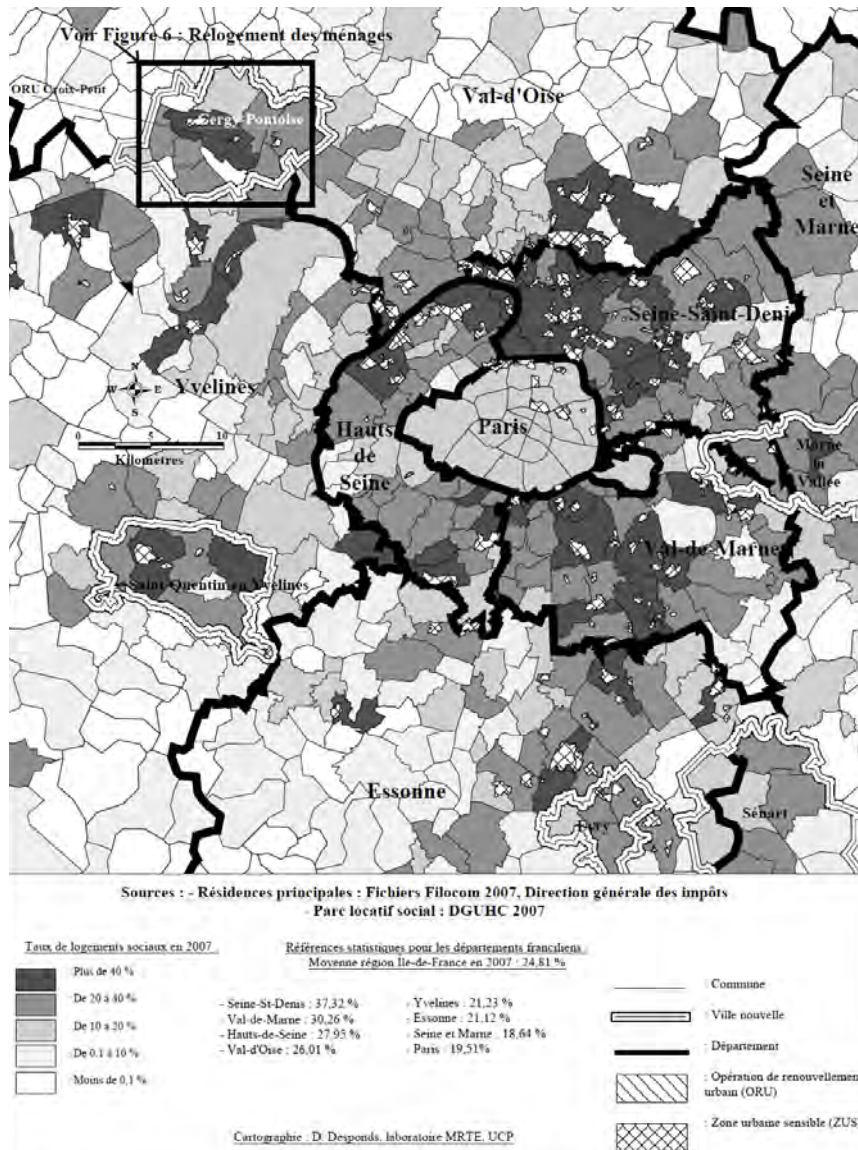 Voir Figure 6 : Relogement des ménages
ORU Croix-Petit
Val-d'Oise
Cergy-Pontoise
Seine
et
Marne
Seine-Saint-Deni
Yvelines
N
W E
S
0 5 10
Kilometres
Hauts
de
Seine
Paris
Marne
la
Vallée
Val-de-Marne
Saint-Quentin en Yvelines
Essonne
Evry
Sénart
Sources : - Résidences principales : Fichiers Filocom 2007, Direction générale des impôts
- Parc locatif social : DGUHC 2007
Taux de logements sociaux en 2007 :
Plus de 40 %
De 20 à 40 %
De 10 à 20 %
De 0.1 à 10 %
Moins de 0,1 %
Références statistiques pour les départements franciliens :
Moyenne région Ile-de-France en 2007 : 24,81 %
- Seine-St-Denis : 37,32 %
- Val-de-Marne : 30,26 %
- Hauts-de-Seine : 27,95 %
- Val-d'Oise : 26,01 %
- Yvelines : 21,23 %
- Essonne : 21,12 %
- Seine et Marne : 18,64 %
- Paris : 19,51%
: Commune
: Ville nouvelle
: Département
: Opération de renouvellemen
urbain (ORU)
: Zone urbaine sensible (ZUS)
Cartographie : D. Desponds, laboratoire MRTE, UCP